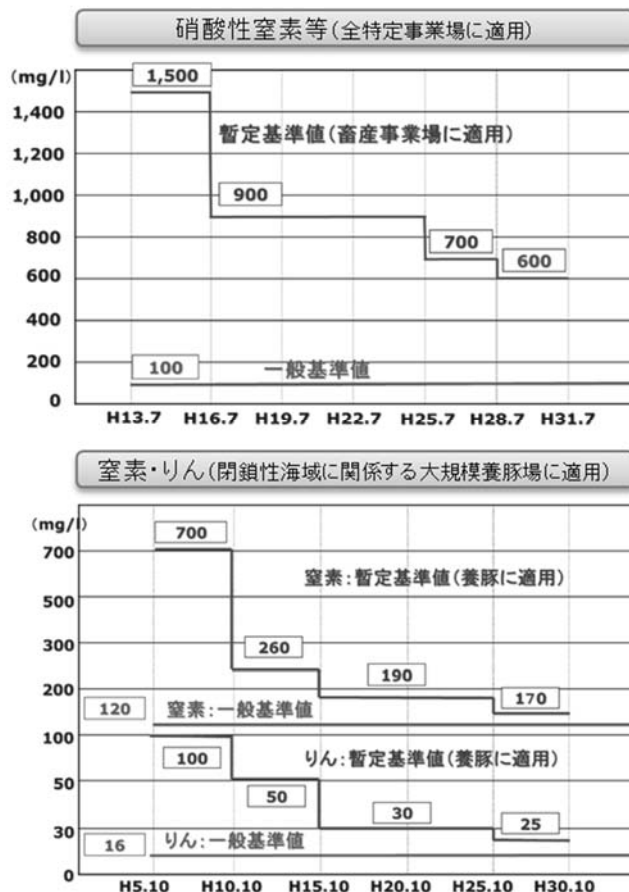 硝酸性窒素等(全特定事業場に適用)
(mg/l)
1,500
1,400
暫定基準値(畜産事業場に適用)
1,200
1,000
900
800
700
600
600
400
200
100
一般基準値
0
H13.7 H16.7 H19.7 H22.7 H25.7 H28.7 H31.7
窒素・りん(閉鎖性海域に関係する大規模養豚場に適用)
(mg/l)
700
700
窒素:暫定基準値(養豚に適用)
500
300
260
200
190
170
120
窒素:一般基準値
100
りん:暫定基準値(養豚に適用)
100
50
50
30
30
25
16
りん:一般基準値
0
H5.10 H10.10 H15.10 H20.10 H25.10 H30.10